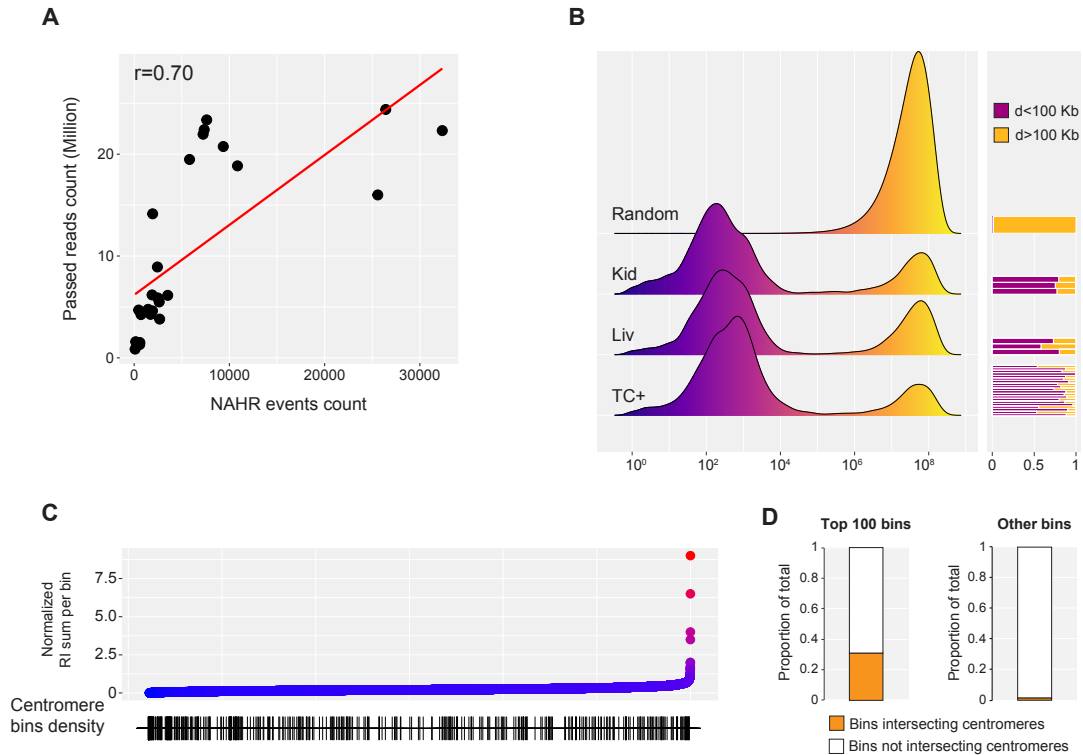 A
r=0.70
Passed reads count (Million)
20
10
0
0 10000 20000 30000
NAHR events count
B
d<100 Kb
d>100 Kb
Random
Kid
Liv
TC+
10⁰ 10² 10⁴ 10⁶ 10⁸
0 0.5 1
C
Normalized
RI sum per bin
7.5
5.0
2.5
0
Centromere
bins density
D
Top 100 bins
Proportion of total
1
0.8
0.6
0.4
0.2
0
Other bins
Proportion of total
1
0.8
0.6
0.4
0.2
0
Bins intersecting centromeres
Bins not intersecting centromeres